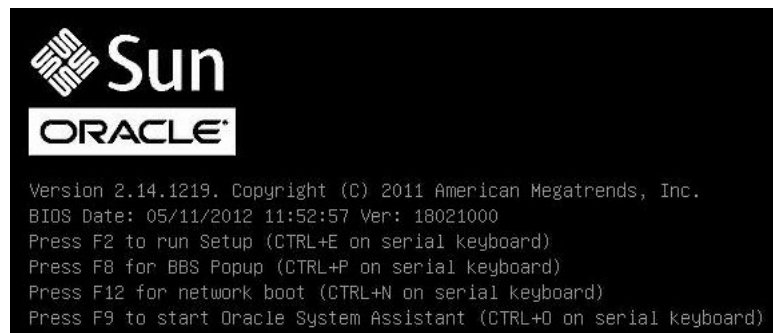 Sun
ORACLE
Version 2.14.1219. Copyright (C) 2011 American Megatrends, Inc.
BIOS Date: 05/11/2012 11:52:57 Ver: 18021000
Press F2 to run Setup (CTRL+E on serial keyboard)
Press F8 for BBS Popup (CTRL+P on serial keyboard)
Press F12 for network boot (CTRL+N on serial keyboard)
Press F9 to start Oracle System Assistant (CTRL+O on serial keyboard)